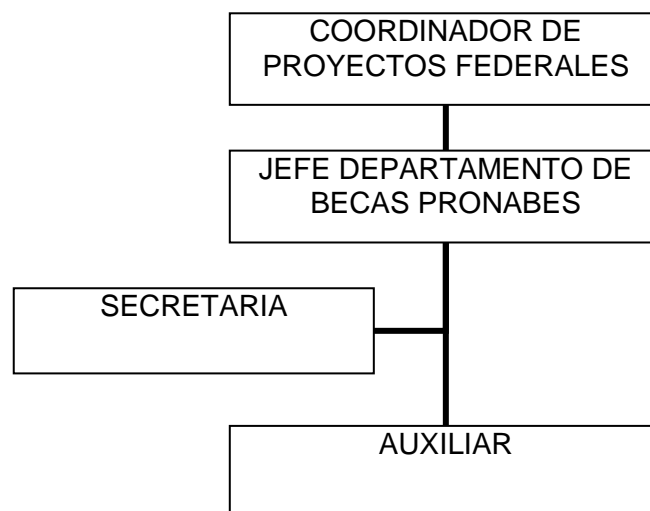 COORDINADOR DE
PROYECTOS FEDERALES
JEFE DEPARTAMENTO DE
BECAS PRONABES
SECRETARIA
AUXILIAR